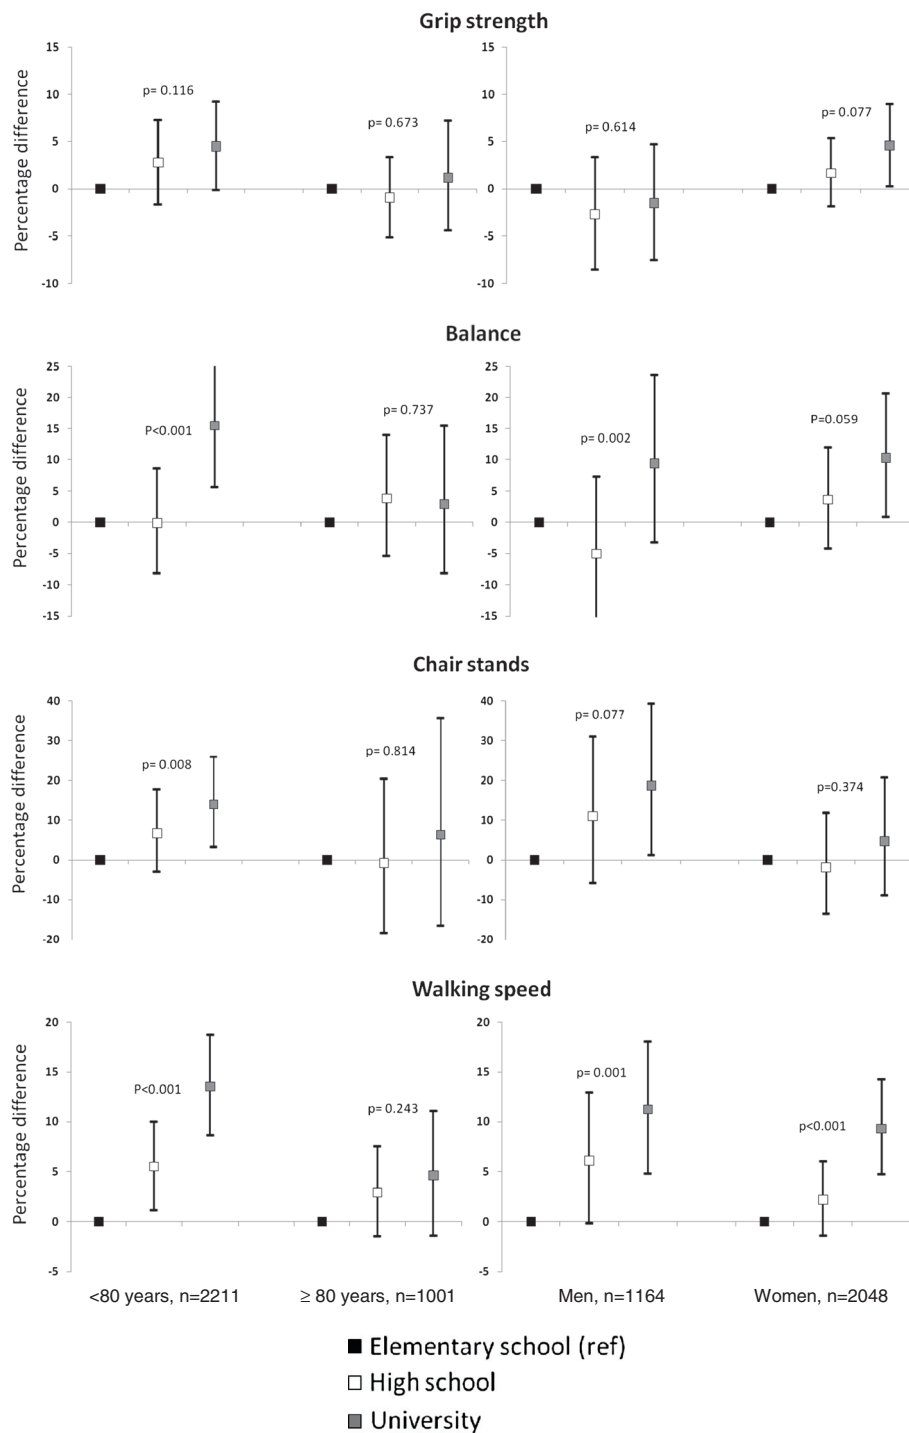 Grip strength
Percentage difference
15
10
5
0
-5
-10
p= 0.116
p= 0.673
15
10
5
0
-5
-10
p= 0.614
p= 0.077
Balance
Percentage difference
25
20
15
10
5
0
-5
-10
-15
P<0.001
p= 0.737
25
20
15
10
5
0
-5
-10
-15
p= 0.002
P=0.059
Chair stands
Percentage difference
40
30
20
10
0
-10
-20
p= 0.008
p= 0.814
40
30
20
10
0
-10
-20
p= 0.077
p=0.374
Walking speed
Percentage difference
20
15
10
5
0
-5
P<0.001
p= 0.243
20
15
10
5
0
-5
p= 0.001
p<0.001
<80 years, n=2211
≥ 80 years, n=1001
Men, n=1164
Women, n=2048
Elementary school (ref)
High school
University